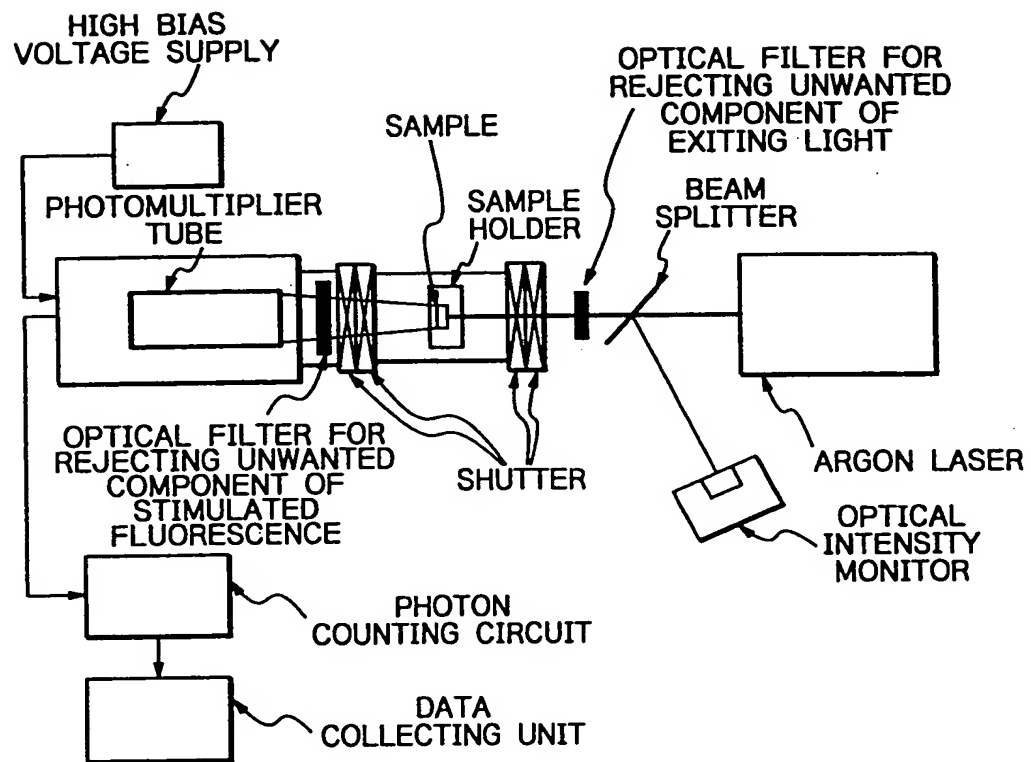 HIGH BIAS
VOLTAGE SUPPLY
OPTICAL FILTER FOR
REJECTING UNWANTED
COMPONENT OF
EXITING LIGHT
SAMPLE
BEAM
SPLITTER
PHOTOMULTIPLIER
TUBE
SAMPLE
HOLDER
OPTICAL FILTER FOR
REJECTING UNWANTED
COMPONENT OF
STIMULATED
FLUORESCENCE
SHUTTER
ARGON LASER
OPTICAL
INTENSITY
MONITOR
PHOTON
COUNTING CIRCUIT
DATA
COLLECTING UNIT